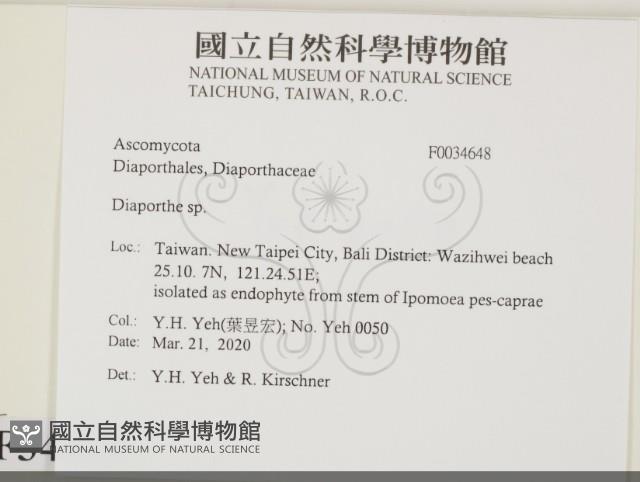 國立自然科學博物館
NATIONAL MUSEUM OF NATURAL SCIENCE
TAICHUNG, TAIWAN, R.O.C.
Ascomycota F0034648
Diaporthales, Diaporthaceae
Diaporthe sp.
Loc.: Taiwan. New Taipei City, Bali District: Wazihwei beach
25.10. 7N, 121.24.51E;
isolated as endophyte from stem of Ipomoea pes-caprae
Col.: Y.H. Yeh(葉昱宏); No. Yeh 0050
Date: Mar. 21, 2020
Det.: Y.H. Yeh & R. Kirschner
國立自然科學博物館
NATIONAL MUSEUM OF NATURAL SCIENCE